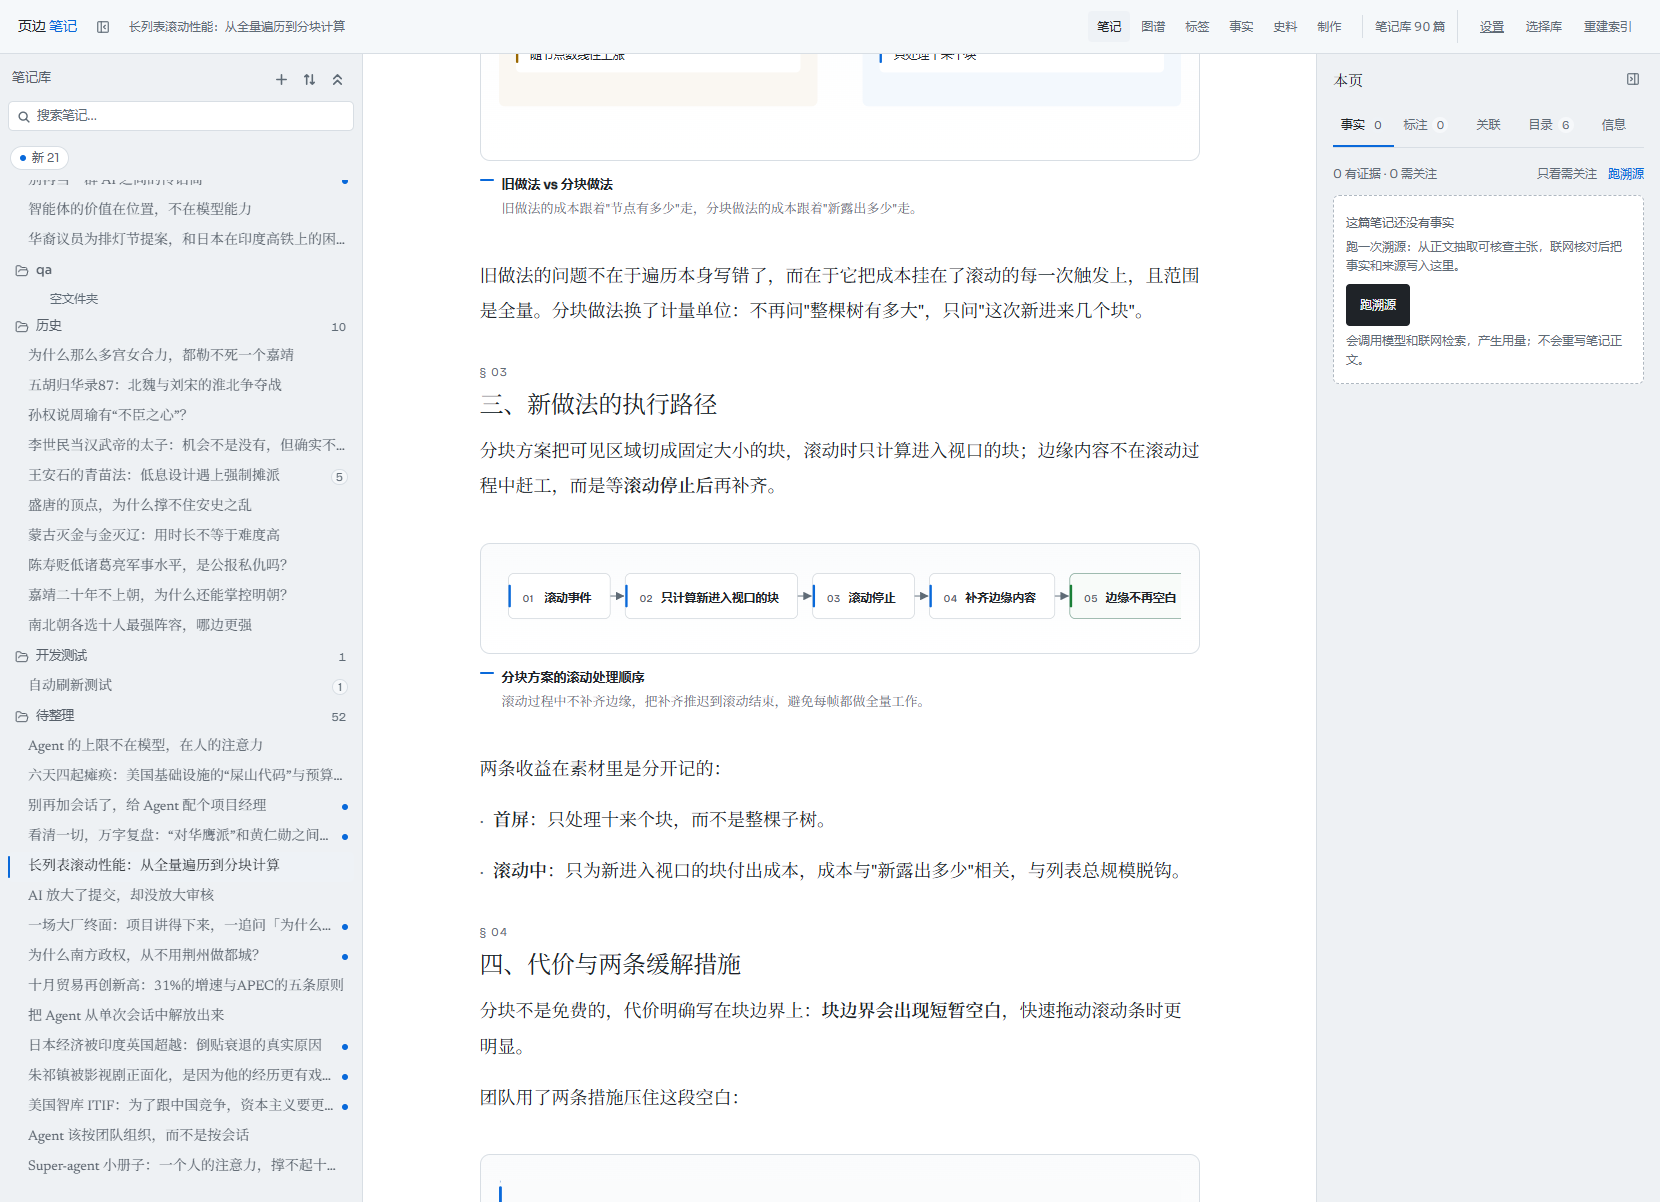 页边 笔记
长列表滚动性能：从全量遍历到分块计算
笔记
图谱
标签
事实
史料
制作
笔记库 90 篇
设置
选择库
重建索引
笔记库
搜索笔记...
新 21
智能体的价值在位置，不在模型能力
华裔议员为排灯节提案，和日本在印度高铁上的困...
qa
空文件夹
历史
10
为什么那么多宫女合力，都勒不死一个嘉靖
五胡归华录87：北魏与刘宋的淮北争夺战
孙权说周瑜有“不臣之心”？
李世民当汉武帝的太子：机会不是没有，但确实不...
王安石的青苗法：低息设计遇上强制摊派
5
盛唐的顶点，为什么撑不住安史之乱
蒙古灭金与金灭辽：用时长不等于难度高
陈寿贬低诸葛亮军事水平，是公报私仇吗？
嘉靖二十年不上朝，为什么还能掌控明朝？
南北朝各选十人最强阵容，哪边更强
开发测试
1
自动刷新测试
1
待整理
52
Agent 的上限不在模型，在人的注意力
六天四起瘫痪：美国基础设施的“屎山代码”与预算...
别再加会话了，给 Agent 配个项目经理
看清一切，万字复盘：“对华鹰派”和黄仁勋之间...
长列表滚动性能：从全量遍历到分块计算
AI 放大了提交，却没放大审核
一场大厂终面：项目讲得下来，一追问「为什么...
为什么南方政权，从不用荆州做都城？
十月贸易再创新高：31%的增速与APEC的五条原则
把 Agent 从单次会话中解放出来
日本经济被印度英国超越：倒贴衰退的真实原因
朱祁镇被影视剧正面化，是因为他的经历更有戏...
美国智库 ITIF：为了跟中国竞争，资本主义要更...
Agent 该按团队组织，而不是按会话
Super-agent 小册子：一个人的注意力，撑不起十...
随节点数线性上涨
只处理十来个块
旧做法 vs 分块做法
旧做法的成本跟着"节点有多少"走，分块做法的成本跟着"新露出多少"走。
旧做法的问题不在于遍历本身写错了，而在于它把成本挂在了滚动的每一次触发上，且范围
是全量。分块做法换了计量单位：不再问"整棵树有多大"，只问"这次新进来几个块"。
§ 03
三、新做法的执行路径
分块方案把可见区域切成固定大小的块，滚动时只计算进入视口的块；边缘内容不在滚动过
程中赶工，而是等滚动停止后再补齐。
01 滚动事件
02 只计算新进入视口的块
03 滚动停止
04 补齐边缘内容
05 边缘不再空白
分块方案的滚动处理顺序
滚动过程中不补齐边缘，把补齐推迟到滚动结束，避免每帧都做全量工作。
两条收益在素材里是分开记的：
· 首屏：只处理十来个块，而不是整棵子树。
· 滚动中：只为新进入视口的块付出成本，成本与"新露出多少"相关，与列表总规模脱钩。
§ 04
四、代价与两条缓解措施
分块不是免费的，代价明确写在块边界上：块边界会出现短暂空白，快速拖动滚动条时更
明显。
团队用了两条措施压住这段空白：
本页
事实 0
标注 0
关联
目录 6
信息
0 有证据 · 0 需关注
只看需关注
跑溯源
这篇笔记还没有事实
跑一次溯源：从正文抽取可核查主张，联网核对后把
事实和来源写入这里。
跑溯源
会调用模型和联网检索，产生用量；不会重写笔记正
文。